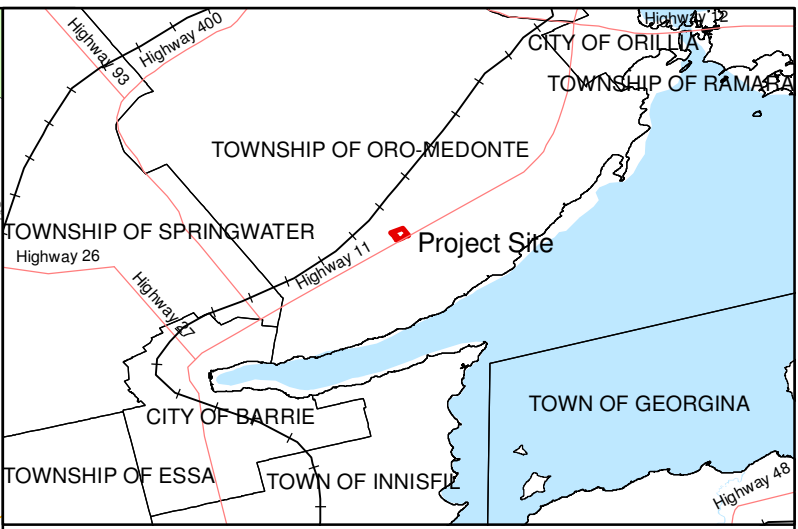 Highway 12
Highway 93
Highway 400
CITY OF ORILLIA
TOWNSHIP OF RAMARA
TOWNSHIP OF ORO-MEDONTE
TOWNSHIP OF SPRINGWATER
Project Site
Highway 26
Highway 11
Highway 27
TOWN OF GEORGINA
CITY OF BARRIE
TOWNSHIP OF ESSA
TOWN OF INNISFIL
Highway 48